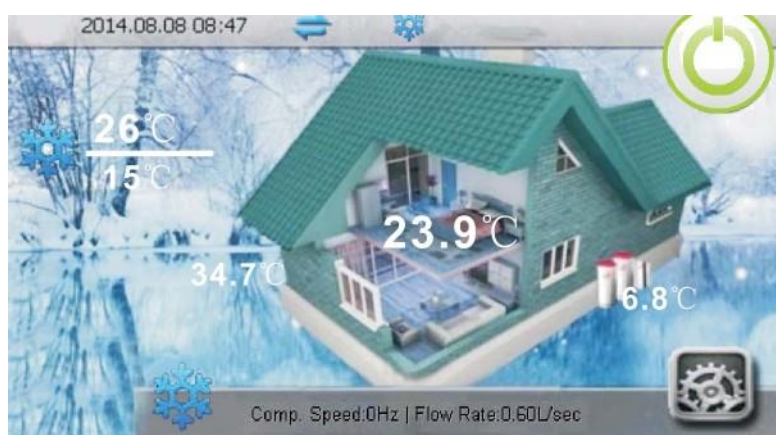 2014.08.08 08:47
26°C
15°C
23.9°C
34.7°C
6.8°C
Comp. Speed:0Hz | Flow Rate:0.60L/sec